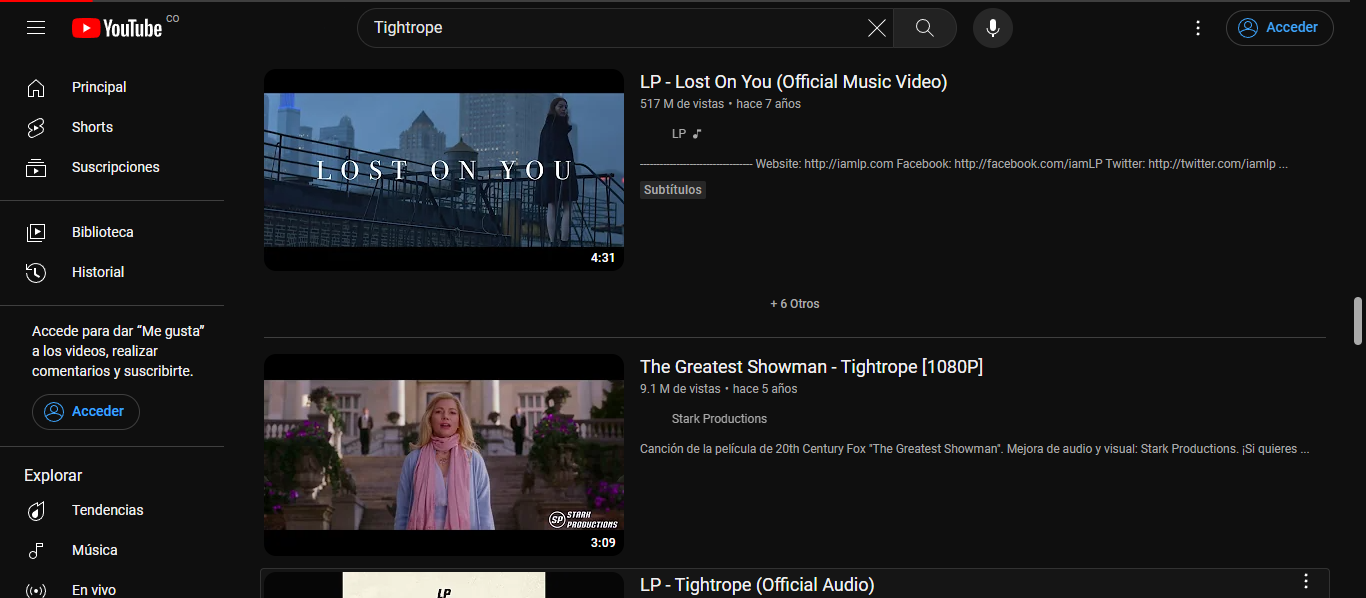 YouTube CO
Tightrope
Acceder
Principal
Shorts
Suscripciones
Biblioteca
Historial
Accede para dar “Me gusta”
a los videos, realizar
comentarios y suscribirte.
Acceder
Explorar
Tendencias
Música
En vivo
LOST ON YOU
4:31
LP - Lost On You (Official Music Video)
517 M de vistas • hace 7 años
LP
Website: http://iamlp.com Facebook: http://facebook.com/iamLP Twitter: http://twitter.com/iamlp ...
Subtítulos
+ 6 Otros
SP STARK
PRODUCTIONS
3:09
The Greatest Showman - Tightrope [1080P]
9.1 M de vistas • hace 5 años
Stark Productions
Canción de la película de 20th Century Fox "The Greatest Showman". Mejora de audio y visual: Stark Productions. ¡Si quieres ...
LP
LP - Tightrope (Official Audio)